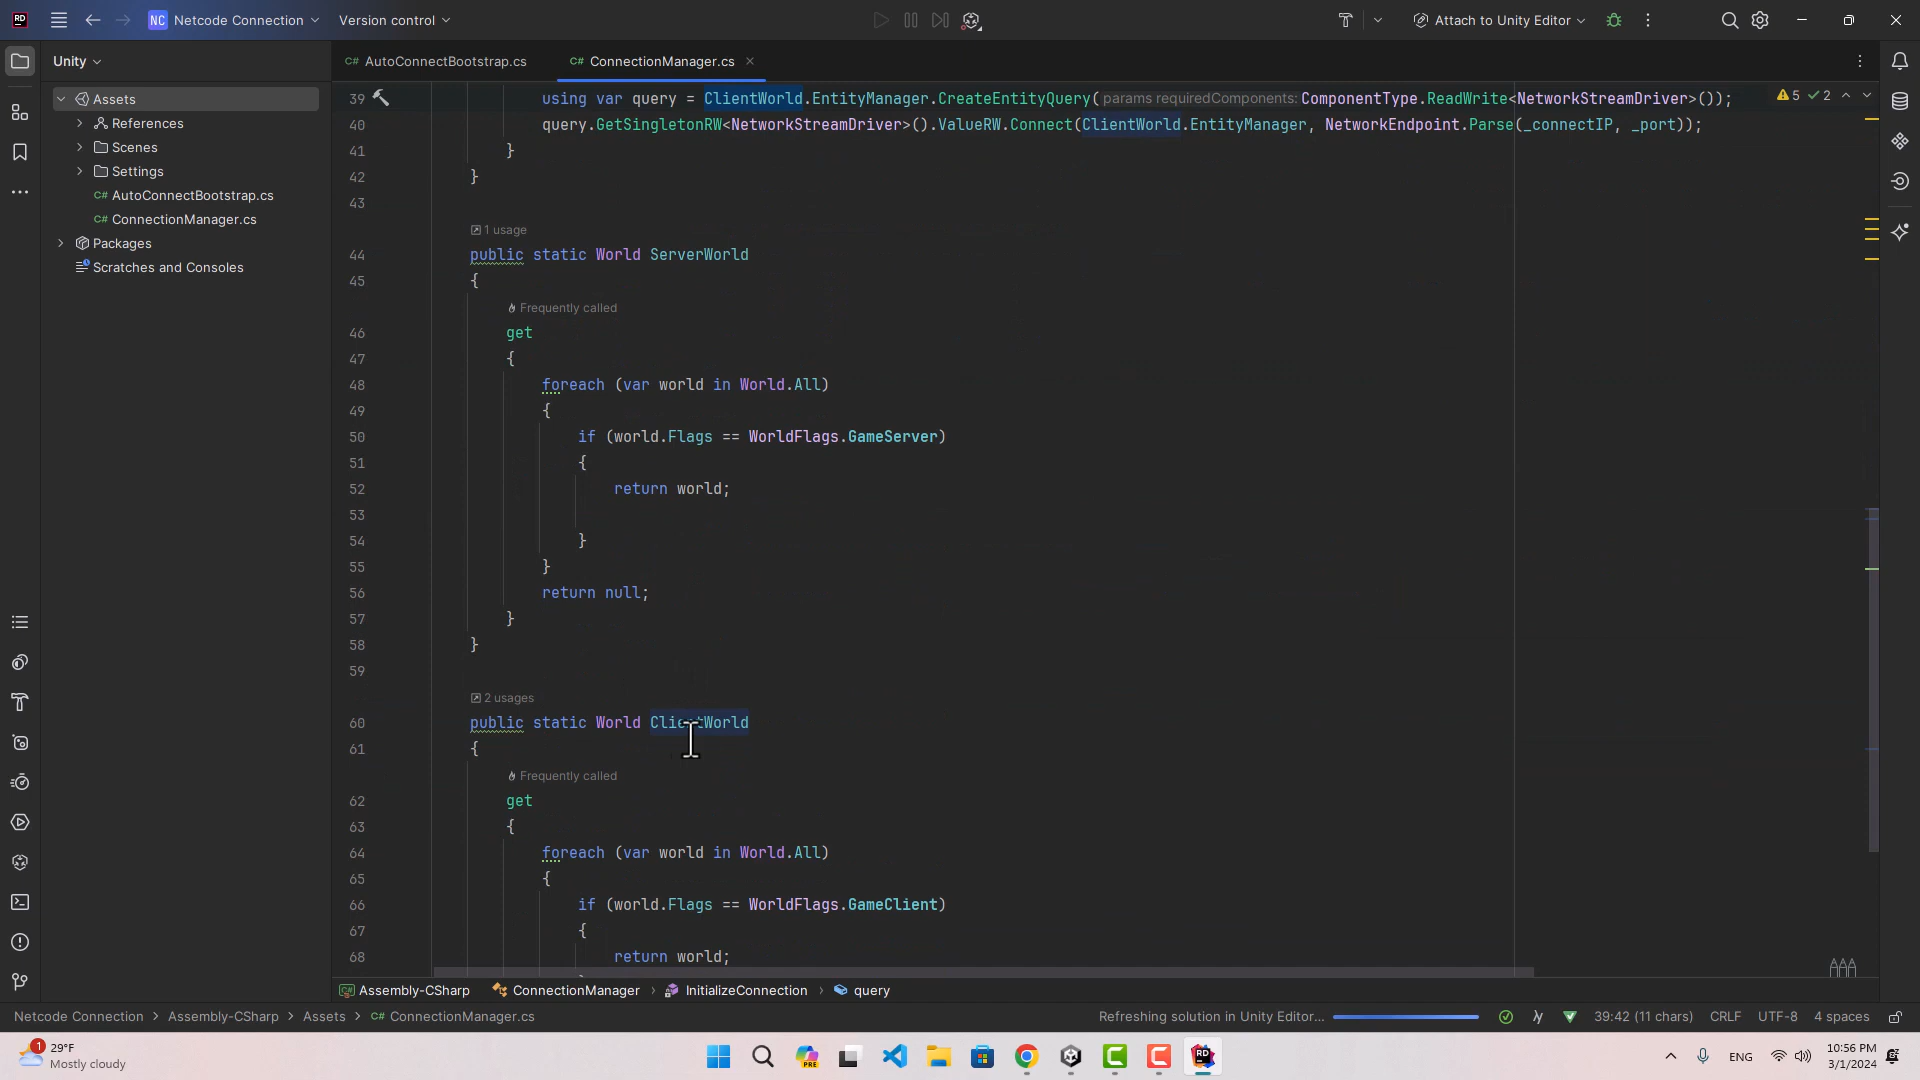 NC Netcode Connection Version control Attach to Unity Editor
Unity AutoConnectBootstrap.cs C# ConnectionManager.cs
Assets
References
Scenes
Settings
C# AutoConnectBootstrap.cs
C# ConnectionManager.cs
Packages
Scratches and Consoles
5 2
39 using var query = ClientWorld.EntityManager.CreateEntityQuery(params requiredComponents: ComponentType.ReadWrite<NetworkStreamDriver>());
40 query.GetSingletonRW<NetworkStreamDriver>().ValueRW.Connect(ClientWorld.EntityManager, NetworkEndpoint.Parse(_connectIP, _port));
41 }
42 }
43
1 usage
44 public static World ServerWorld
45 {
Frequently called
46 get
47 {
48 foreach (var world in World.All)
49 {
50 if (world.Flags == WorldFlags.GameServer)
51 {
52 return world;
53
54 }
55 }
56 return null;
57 }
58 }
59
2 usages
60 public static World ClientWorld
61 {
Frequently called
62 get
63 {
64 foreach (var world in World.All)
65 {
66 if (world.Flags == WorldFlags.GameClient)
67 {
68 return world;
C# Assembly-CSharp ConnectionManager › InitializeConnection › query
Netcode Connection > Assembly-CSharp > Assets > C# ConnectionManager.cs Refreshing solution in Unity Editor... 39:42 (11 chars) CRLF UTF-8 4 spaces
1 29°F
Mostly cloudy
PRE
RD
ENG
10:56 PM
3/1/2024